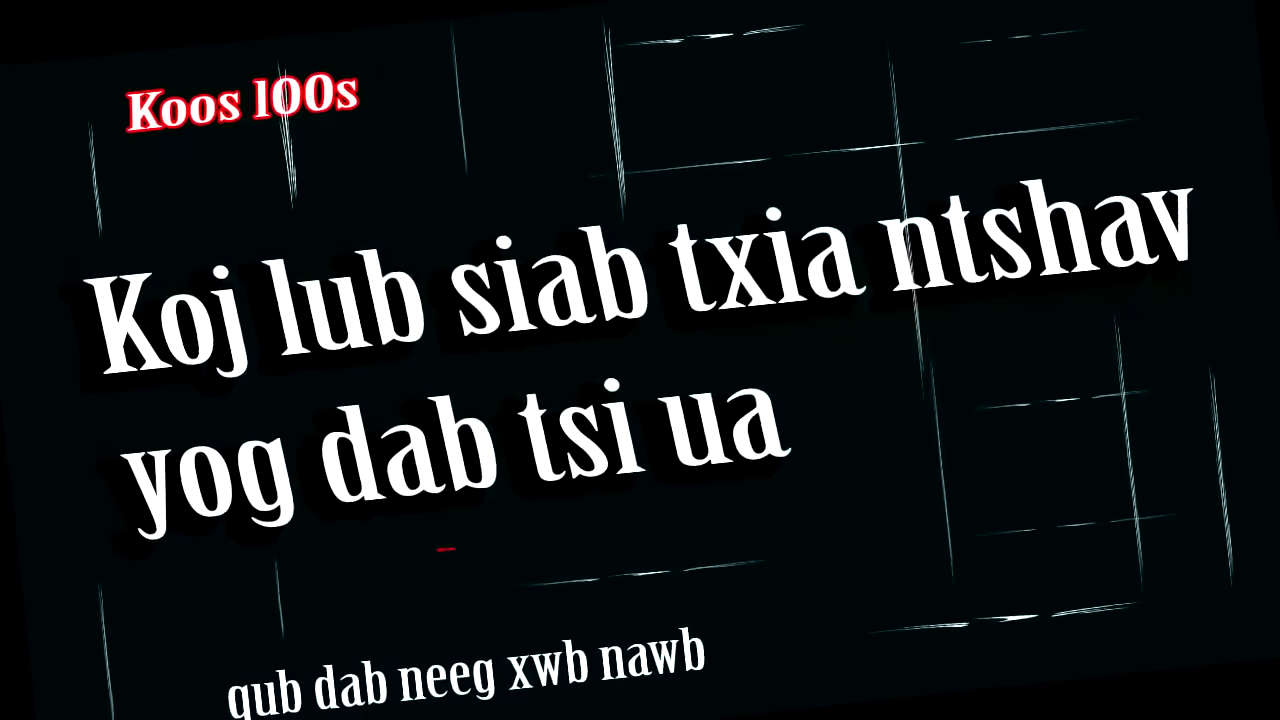 Koos 100s
Koj lub siab txia ntshav
yog dab tsi ua
qub dab neeg xwb nawb